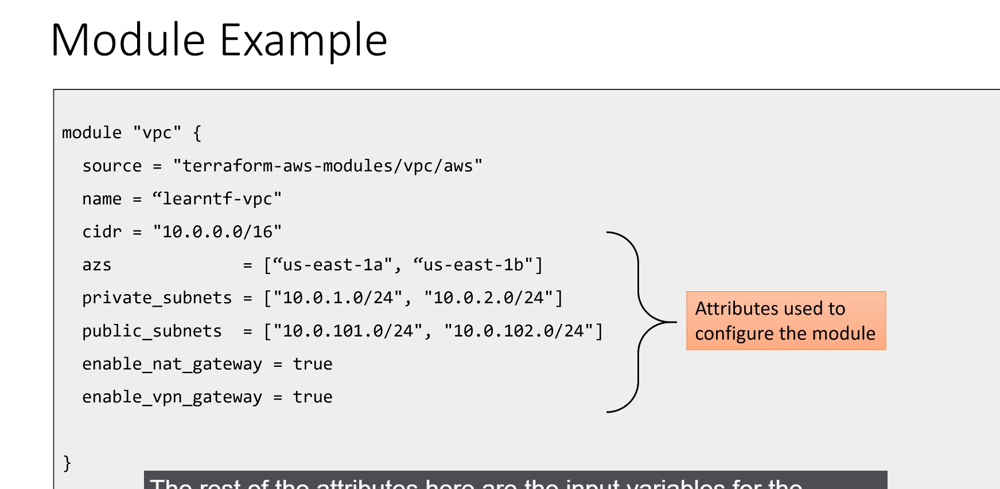 Module Example
module "vpc" {
source = "terraform-aws-modules/vpc/aws"
name = “learntf-vpc"
cidr = "10.0.0.0/16"
azs = [“us-east-1a", “us-east-1b"]
private_subnets = ["10.0.1.0/24", "10.0.2.0/24"]
public_subnets = ["10.0.101.0/24", "10.0.102.0/24"]
enable_nat_gateway = true
enable_vpn_gateway = true
}
Attributes used to
configure the module
The rest of the attributes here are the input variables for the